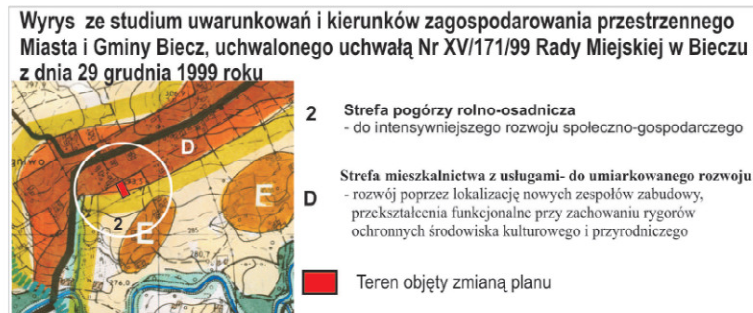 Wyrys ze studium uwarunkowań i kierunków zagospodarowania przestrzennego
Miasta i Gminy Biecz, uchwalonego uchwałą Nr XV/171/99 Rady Miejskiej w Bieczu
z dnia 29 grudnia 1999 roku
2 Strefa pogórzy rolno-osadnicza
- do intensywniejszego rozwoju społeczno-gospodarczego
D Strefa mieszkalnictwa z usługami- do umiarkowanego rozwoju
- rozwój poprzez lokalizację nowych zespołów zabudowy,
przekształcenia funkcjonalne przy zachowaniu rygorów
ochronnych środowiska kulturowego i przyrodniczego
Teren objęty zmianą planu
D
gniwo
2
E
E